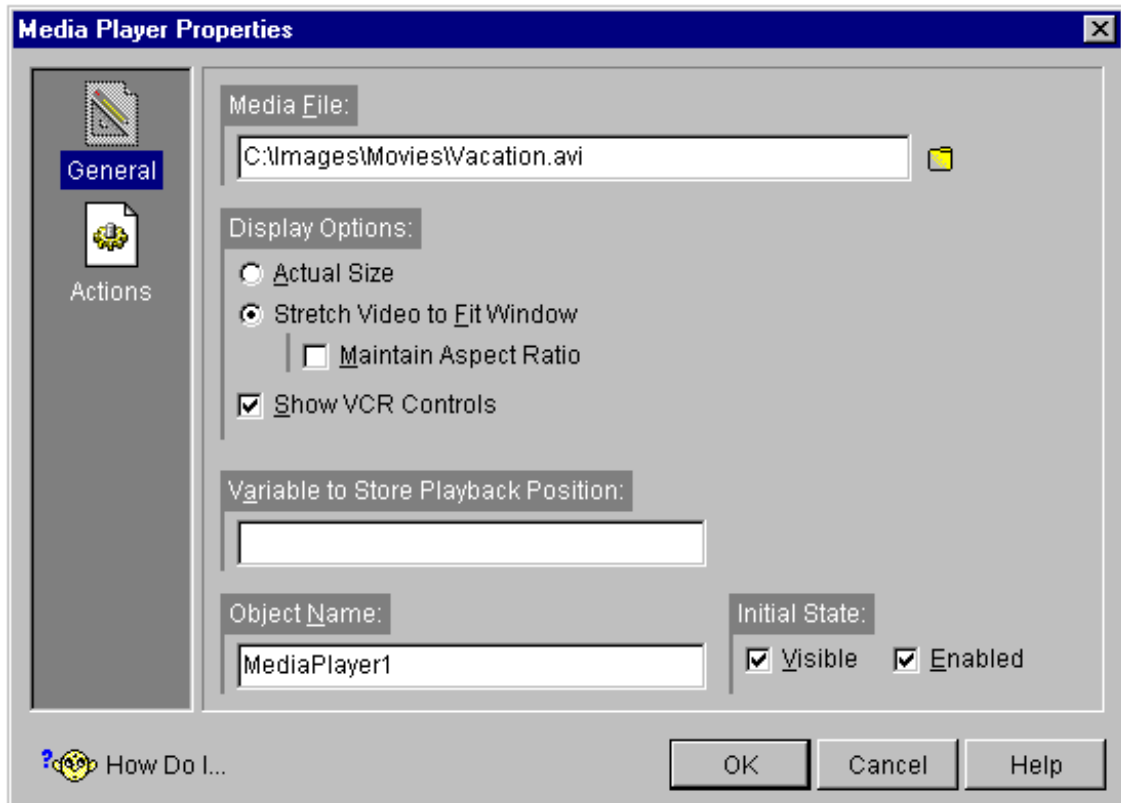 Media Player Properties
General
Actions
Media File:
C:\Images\Movies\Vacation.avi
Display Options:
Actual Size
Stretch Video to Fit Window
Maintain Aspect Ratio
Show VCR Controls
Variable to Store Playback Position:
Object Name:
MediaPlayer1
Initial State:
Visible Enabled
? How Do I...
OK Cancel Help